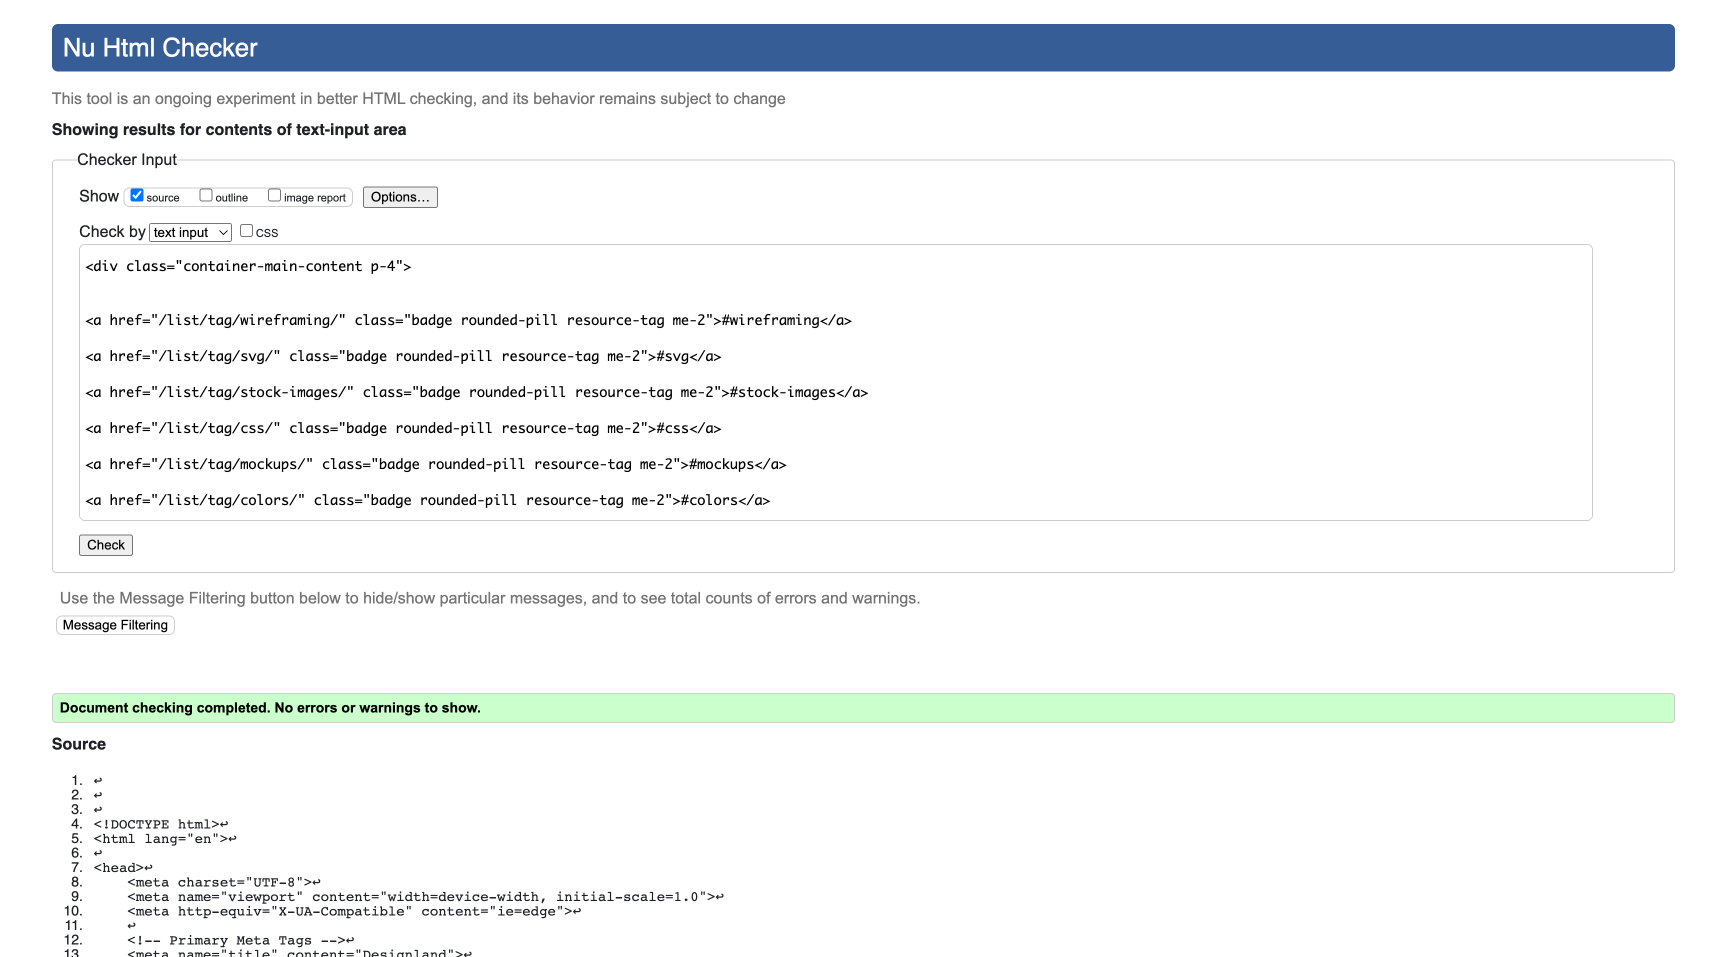 Nu Html Checker
This tool is an ongoing experiment in better HTML checking, and its behavior remains subject to change
Showing results for contents of text-input area
Checker Input
Show source outline image report Options...
Check by text input CSS
<div class="container-main-content p-4">
<a href="/list/tag/wireframing/" class="badge rounded-pill resource-tag me-2">#wireframing</a>
<a href="/list/tag/svg/" class="badge rounded-pill resource-tag me-2">#svg</a>
<a href="/list/tag/stock-images/" class="badge rounded-pill resource-tag me-2">#stock-images</a>
<a href="/list/tag/css/" class="badge rounded-pill resource-tag me-2">#css</a>
<a href="/list/tag/mockups/" class="badge rounded-pill resource-tag me-2">#mockups</a>
<a href="/list/tag/colors/" class="badge rounded-pill resource-tag me-2">#colors</a>
Check
Use the Message Filtering button below to hide/show particular messages, and to see total counts of errors and warnings.
Message Filtering
Document checking completed. No errors or warnings to show.
Source
1. ↩
2. ↩
3. ↩
4. <!DOCTYPE html>↩
5. <html lang="en">↩
6. ↩
7. <head>↩
8. <meta charset="UTF-8">↩
9. <meta name="viewport" content="width=device-width, initial-scale=1.0">↩
10. <meta http-equiv="X-UA-Compatible" content="ie=edge">↩
11. ↩
12. <!-- Primary Meta Tags -->↩
13. <meta name="title" content="Designland">↩